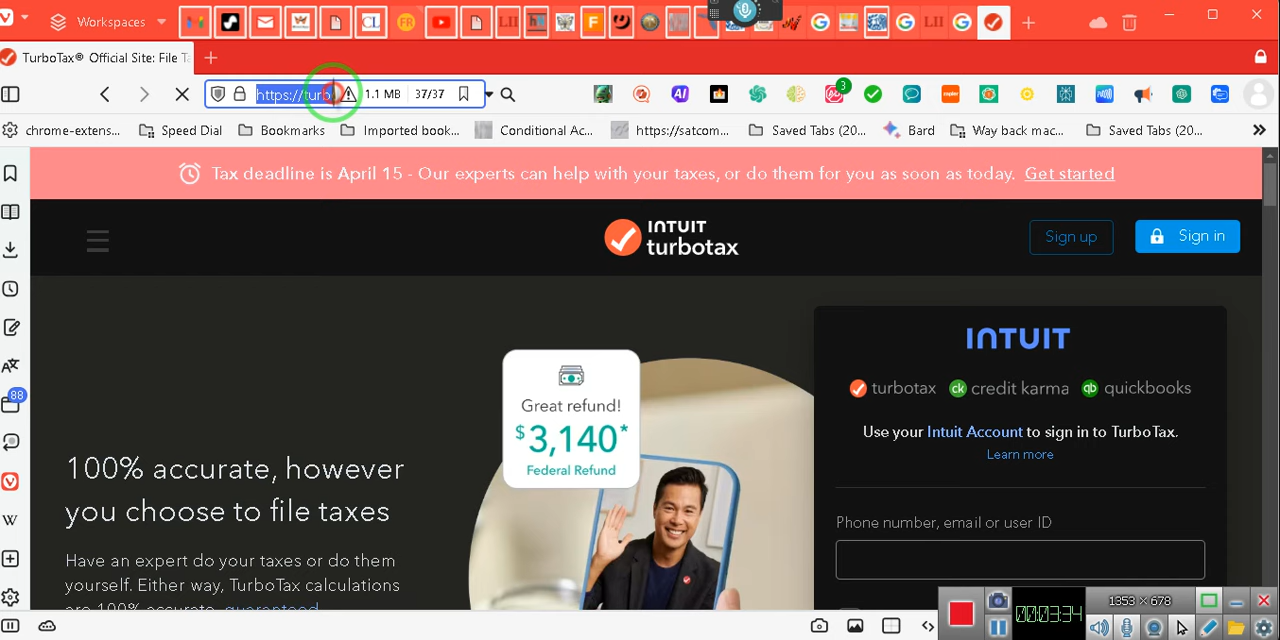 Workspaces
TurboTax® Official Site: File Ta
https://turb 1.1 MB 37/37
3
chrome-extens... Speed Dial Bookmarks Imported book... Conditional Ac... https://satcom... Saved Tabs (20... Bard Way back mac... Saved Tabs (20...
Tax deadline is April 15 - Our experts can help with your taxes, or do them for you as soon as today. Get started
INTUIT
turbotax
Sign up Sign in
INTUIT
turbotax ck credit karma qb quickbooks
Use your Intuit Account to sign in to TurboTax.
Learn more
Great refund!
$3,140*
Federal Refund
100% accurate, however
you choose to file taxes
Have an expert do your taxes or do them
yourself. Either way, TurboTax calculations
are 100% accurate, guaranteed
Phone number, email or user ID
88
1353 × 678
00:03:34